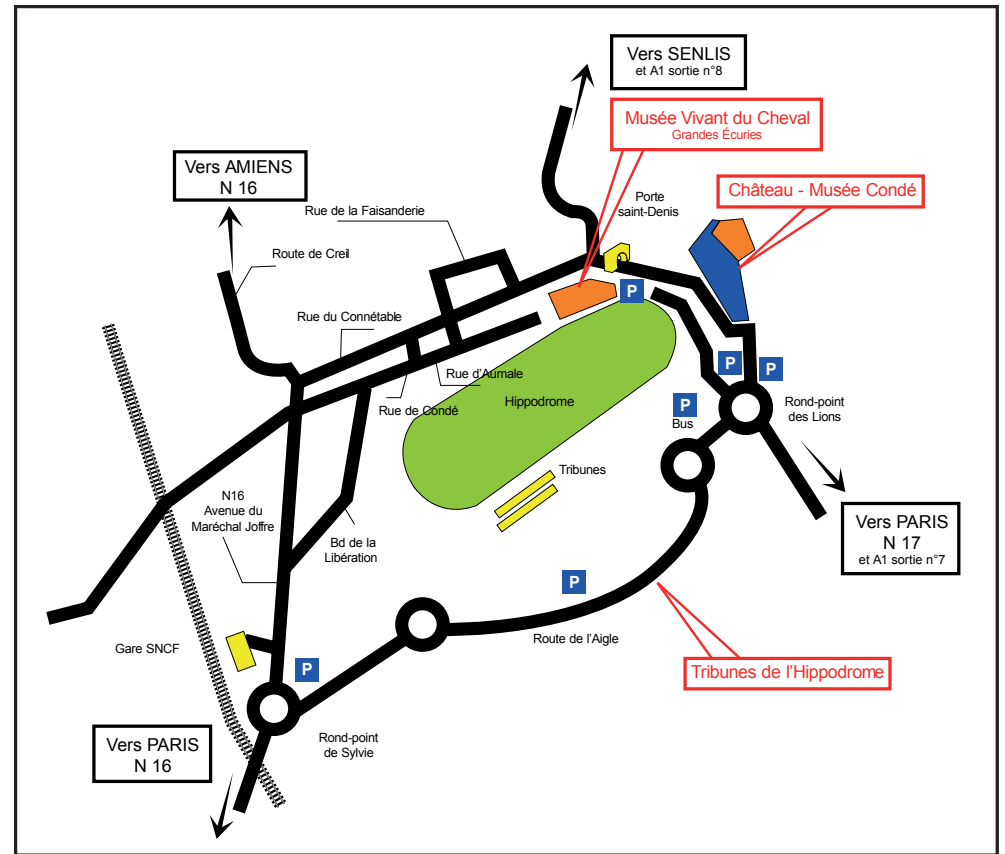 Vers SENLIS
et A1 sortie n°8
Musée Vivant du Cheval
Grandes Écuries
Vers AMIENS
N 16
Château - Musée Condé
Porte
saint-Denis
Rue de la Faisanderie
Route de Creil
P
Rue du Connétable
P
P
Rue d'Aumale
Rue de Condé
Hippodrome
P
Bus
Rond-point
des Lions
Tribunes
N16
Avenue du
Maréchal Joffre
Bd de la
Libération
Vers PARIS
N 17
et A1 sortie n°7
P
Route de l'Aigle
Gare SNCF
P
Tribunes de l'Hippodrome
Rond-point
de Sylvie
Vers PARIS
N 16